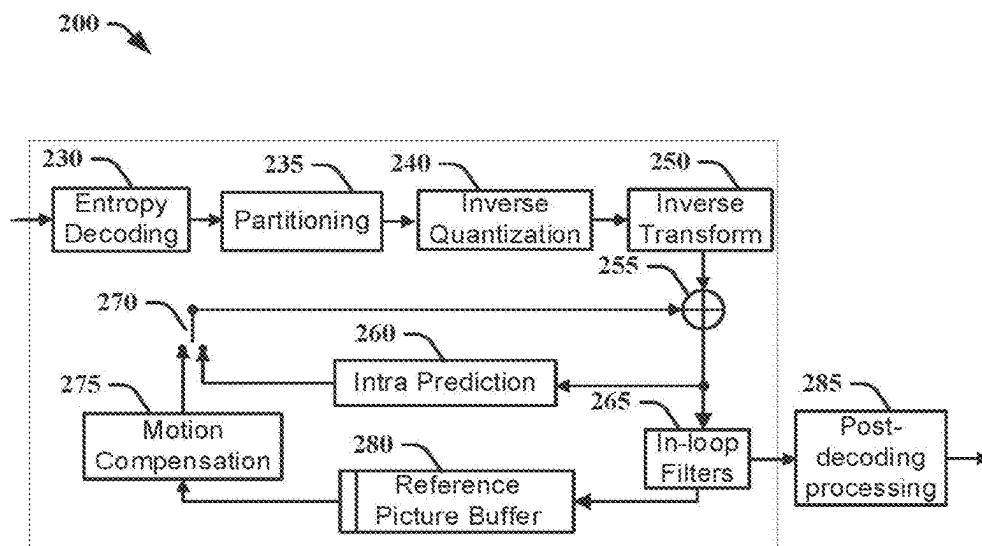 200
230
235
240
250
Entropy
Decoding
Partitioning
Inverse
Quantization
Inverse
Transform
255
270
260
Intra Prediction
275
265
285
Motion
Compensation
280
Reference
Picture Buffer
In-loop
Filters
Post-
decoding
processing